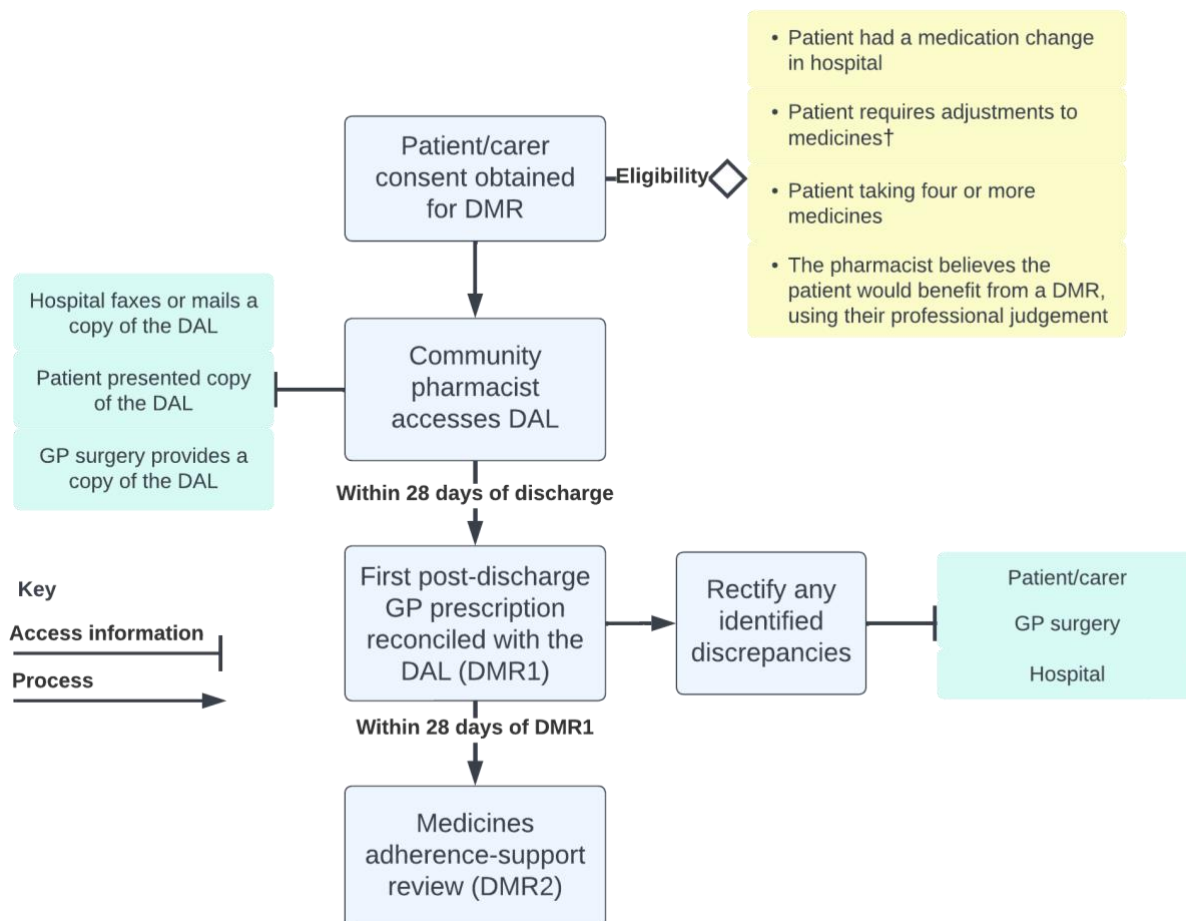 • Patient had a medication change
in hospital
• Patient requires adjustments to
medicines†
• Patient taking four or more
medicines
• The pharmacist believes the
patient would benefit from a DMR,
using their professional judgement
Patient/carer
consent obtained
for DMR
Eligibility
Hospital faxes or mails a
copy of the DAL
Patient presented copy
of the DAL
GP surgery provides a
copy of the DAL
Community
pharmacist
accesses DAL
Within 28 days of discharge
First post-discharge
GP prescription
reconciled with the
DAL (DMR1)
Rectify any
identified
discrepancies
Patient/carer
GP surgery
Hospital
Key
Access information
Process
Within 28 days of DMR1
Medicines
adherence-support
review (DMR2)